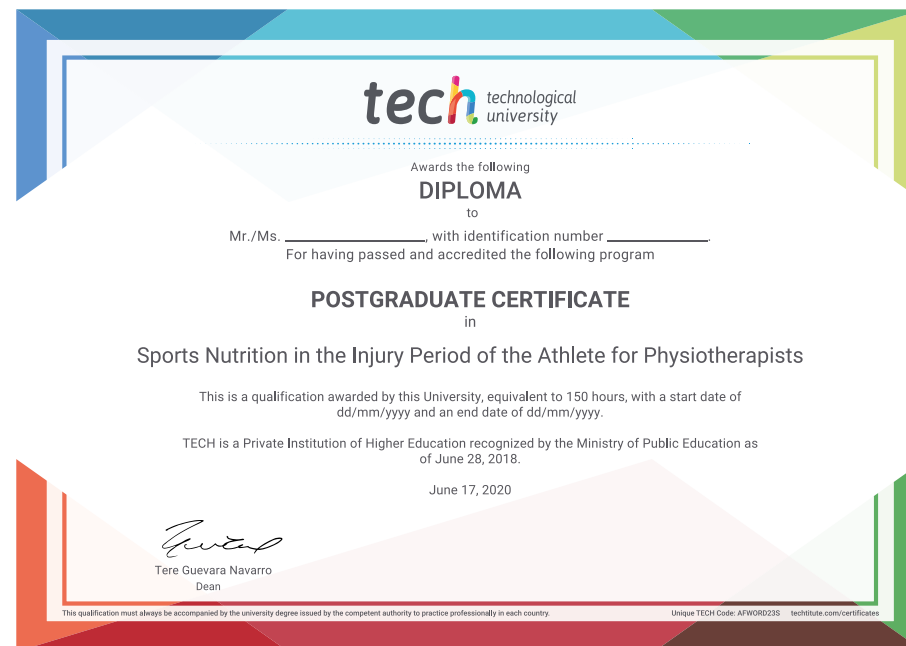 tech technological
university
Awards the following
DIPLOMA
to
Mr./Ms. ____________, with identification number ____________.
For having passed and accredited the following program
POSTGRADUATE CERTIFICATE
in
Sports Nutrition in the Injury Period of the Athlete for Physiotherapists
This is a qualification awarded by this University, equivalent to 150 hours, with a start date of
dd/mm/yyyy and an end date of dd/mm/yyyy.
TECH is a Private Institution of Higher Education recognized by the Ministry of Public Education as
of June 28, 2018.
June 17, 2020
Tere Guevara Navarro
Dean
This qualification must always be accompanied by the university degree issued by the competent authority to practice professionally in each country. Unique TECH Code: AFWORD23S techtitute.com/certificates